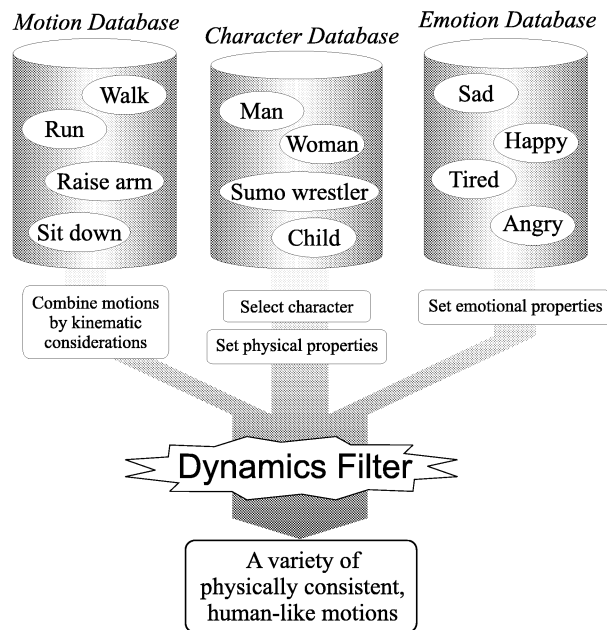 Motion Database
Walk
Run
Raise arm
Sit down
Combine motions
by kinematic
considerations
Character Database
Man
Woman
Sumo wrestler
Child
Select character
Set physical properties
Emotion Database
Sad
Happy
Tired
Angry
Set emotional properties
Dynamics Filter
A variety of
physically consistent,
human-like motions